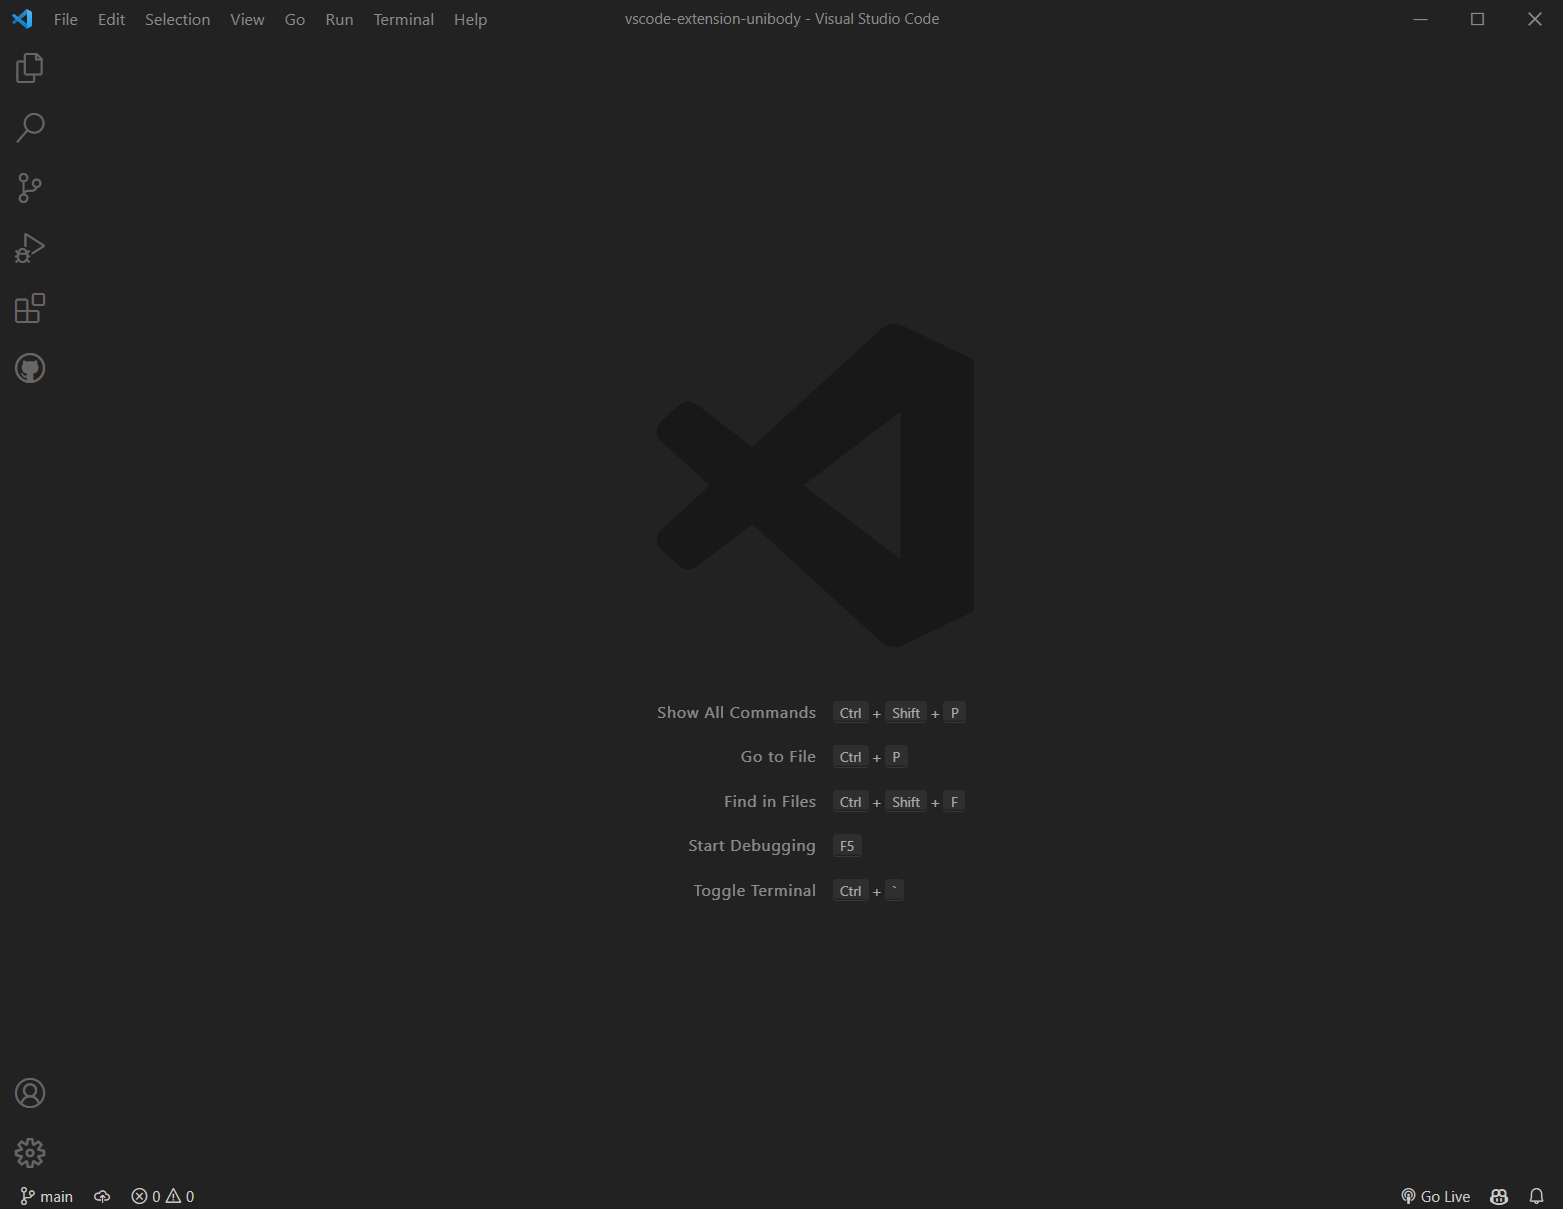 File Edit Selection View Go Run Terminal Help vscode-extension-unibody - Visual Studio Code
Show All Commands Ctrl + Shift + P
Go to File Ctrl + P
Find in Files Ctrl + Shift + F
Start Debugging F5
Toggle Terminal Ctrl + `
main 0 0 Go Live